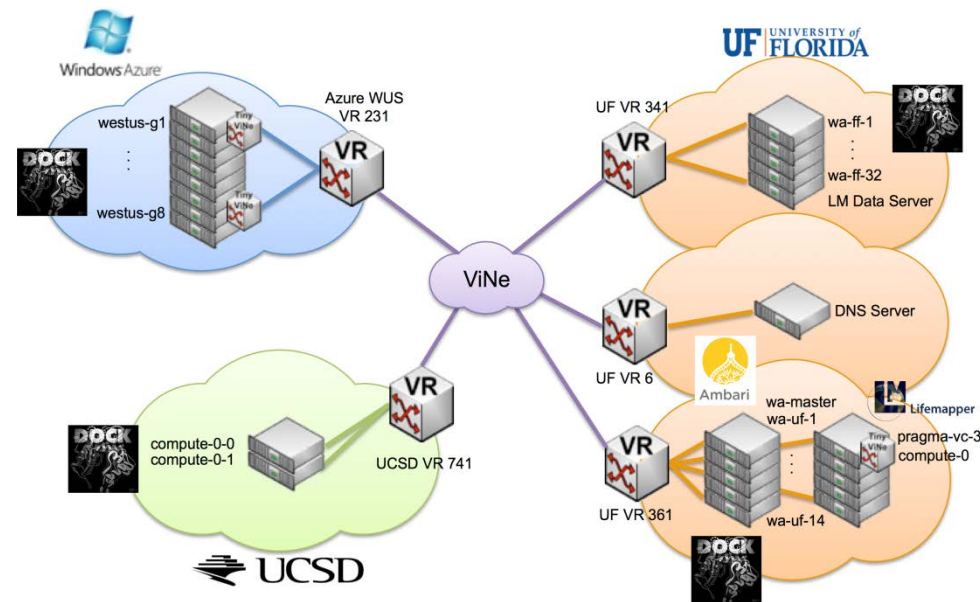 Windows Azure
Azure WUS
VR 231
westus-g1
Tiny
ViNe
VR
DOCK
westus-g8
Tiny
ViNe
UF UNIVERSITY of
FLORIDA
UF VR 341
VR
wa-ff-1
DOCK
wa-ff-32
LM Data Server
ViNe
VR
UF VR 6
DNS Server
Ambari
VR
UCSD VR 741
compute-0-0
compute-0-1
DOCK
UCSD
wa-master
wa-uf-1
LM
Lifemapper
VR
UF VR 361
Tiny
ViNe
pragma-vc-3
compute-0
wa-uf-14
DOCK